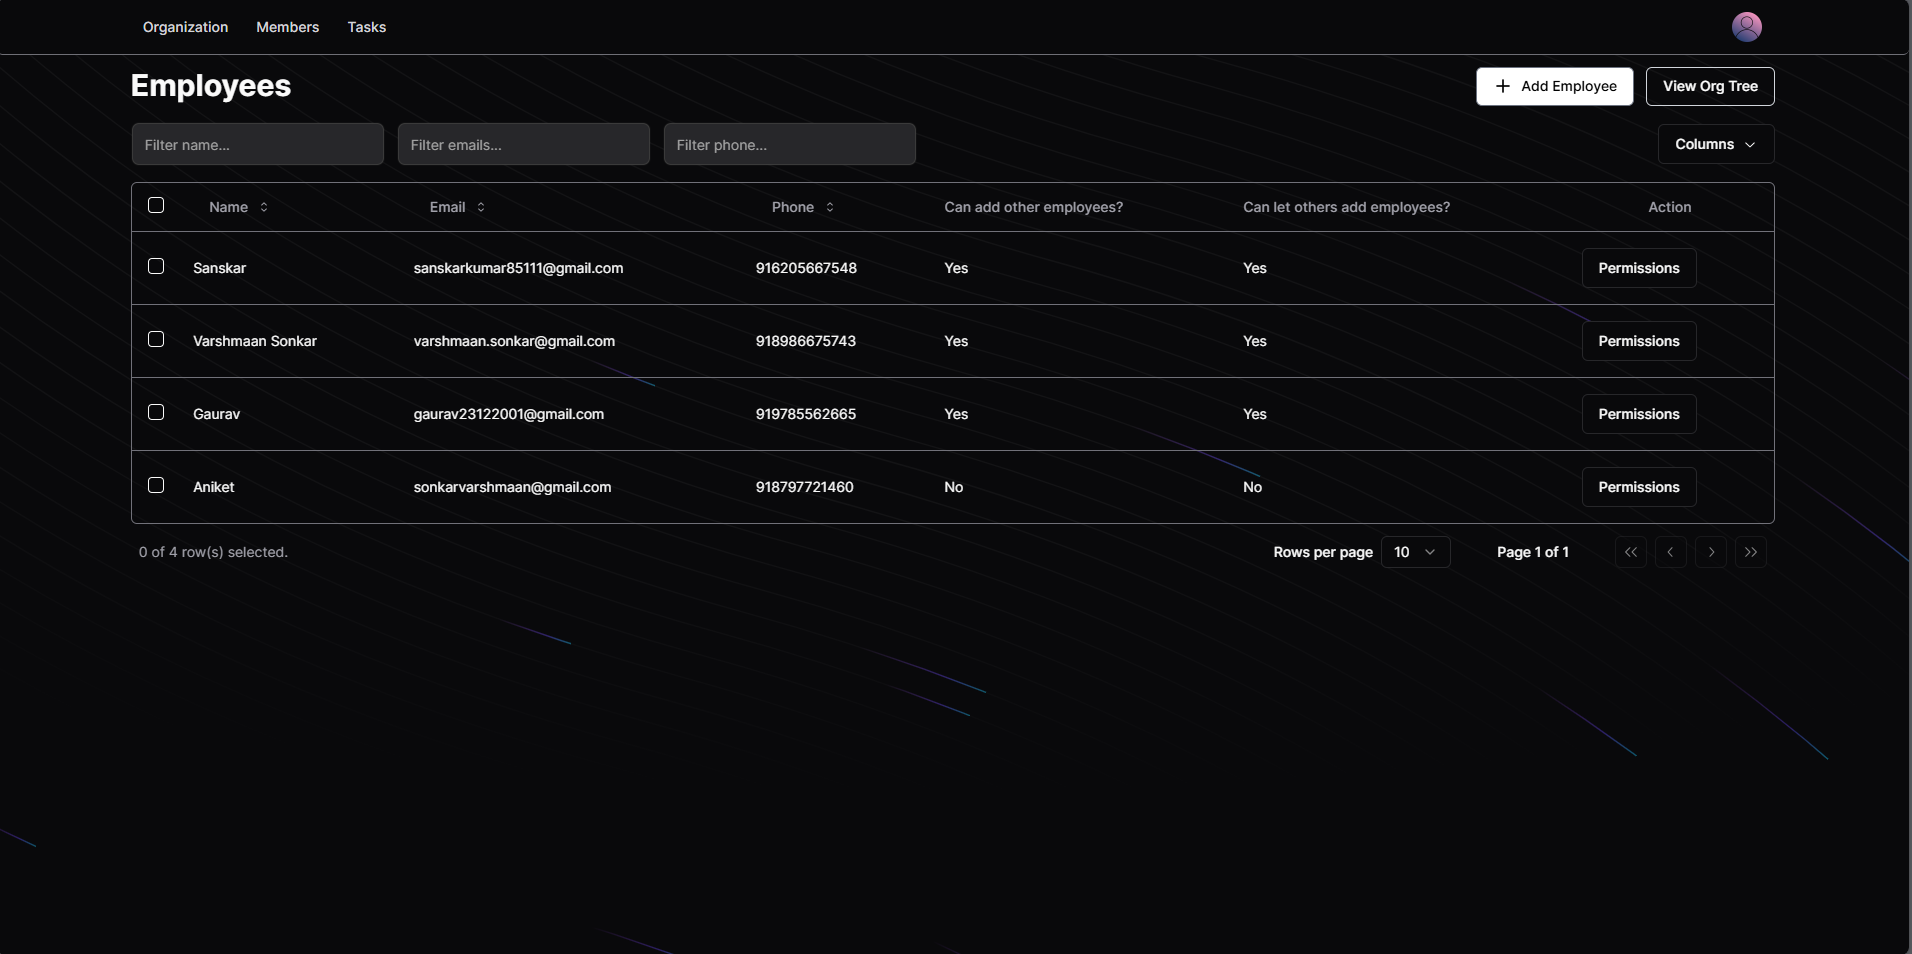 Organization Members Tasks
Employees
Add Employee View Org Tree
Filter name... Filter emails... Filter phone... Columns
Name Email Phone Can add other employees? Can let others add employees? Action
Sanskar sanskarkumar85111@gmail.com 916205667548 Yes Yes Permissions
Varshmaan Sonkar varshmaan.sonkar@gmail.com 918986675743 Yes Yes Permissions
Gaurav gaurav23122001@gmail.com 919785562665 Yes Yes Permissions
Aniket sonkarvarshmaan@gmail.com 918797721460 No No Permissions
0 of 4 row(s) selected. Rows per page 10 Page 1 of 1